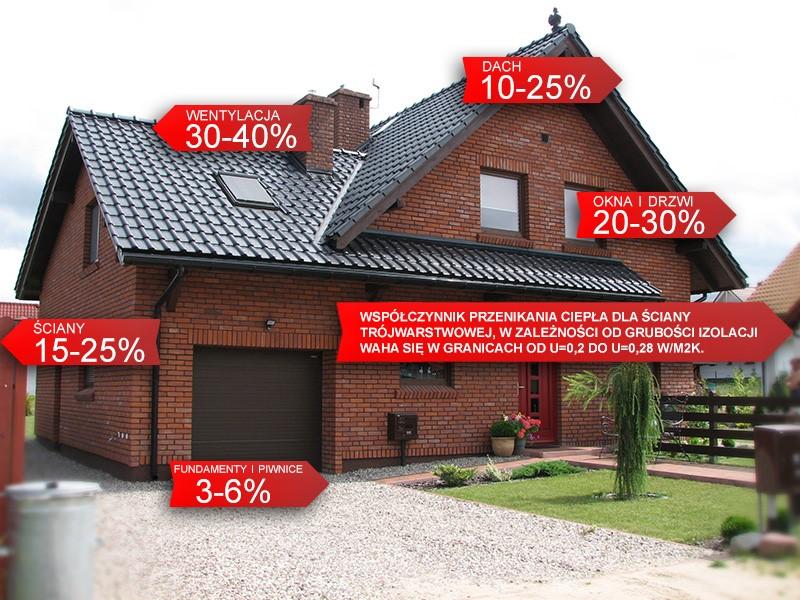 DACH
10-25%
WENTYLACJA
30-40%
OKNA I DRZWI
20-30%
ŚCIANY
15-25%
WSPÓŁCZYNNIK PRZENIKANIA CIEPŁA DLA ŚCIANY
TRÓJWARSTWOWEJ, W ZALEŻNOŚCI OD GRUBOŚCI IZOLACJI
WAHA SIĘ W GRANICACH OD U=0,2 DO U=0,28 W/M2K.
FUNDAMENTY I PIWNICE
3-6%